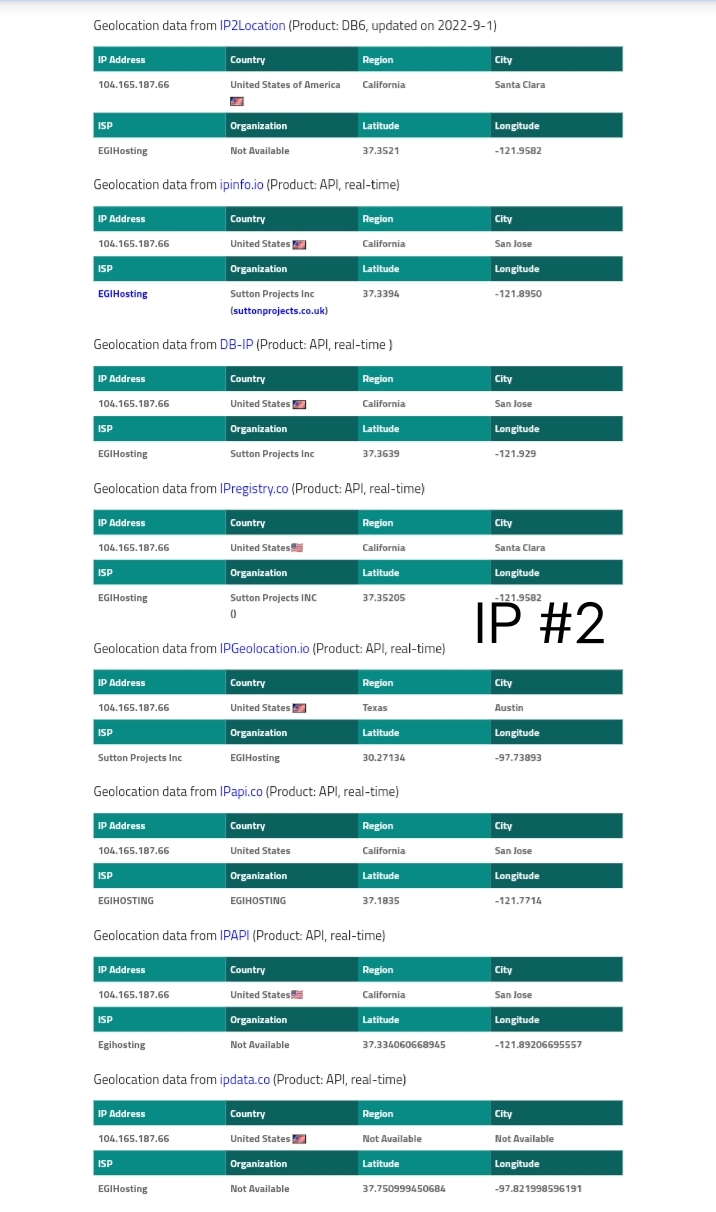 Geolocation data from IP2Location (Product: DB6, updated on 2022-9-1)
IP Address Country Region City
104.165.187.66 United States of America California Santa Clara
ISP Organization Latitude Longitude
EGIHosting Not Available 37.3521 -121.9582
Geolocation data from ipinfo.io (Product: API, real-time)
IP Address Country Region City
104.165.187.66 United States California San Jose
ISP Organization Latitude Longitude
EGIHosting Sutton Projects Inc 37.3394 -121.8950
(suttonprojects.co.uk)
Geolocation data from DB-IP (Product: API, real-time )
IP Address Country Region City
104.165.187.66 United States California San Jose
ISP Organization Latitude Longitude
EGIHosting Sutton Projects Inc 37.3639 -121.929
Geolocation data from IPregistry.co (Product: API, real-time)
IP Address Country Region City
104.165.187.66 United States California Santa Clara
ISP Organization Latitude Longitude
EGIHosting Sutton Projects INC 37.35205 -121.9582
()
IP #2
Geolocation data from IPGeolocation.io (Product: API, real-time)
IP Address Country Region City
104.165.187.66 United States Texas Austin
ISP Organization Latitude Longitude
Sutton Projects Inc EGIHosting 30.27134 -97.73893
Geolocation data from IPapi.co (Product: API, real-time)
IP Address Country Region City
104.165.187.66 United States California San Jose
ISP Organization Latitude Longitude
EGIHOSTING EGIHOSTING 37.1835 -121.7714
Geolocation data from IPAPI (Product: API, real-time)
IP Address Country Region City
104.165.187.66 United States California San Jose
ISP Organization Latitude Longitude
Egihosting Not Available 37.334060668945 -121.89206695557
Geolocation data from ipdata.co (Product: API, real-time)
IP Address Country Region City
104.165.187.66 United States Not Available Not Available
ISP Organization Latitude Longitude
EGIHosting Not Available 37.750999450684 -97.821998596191